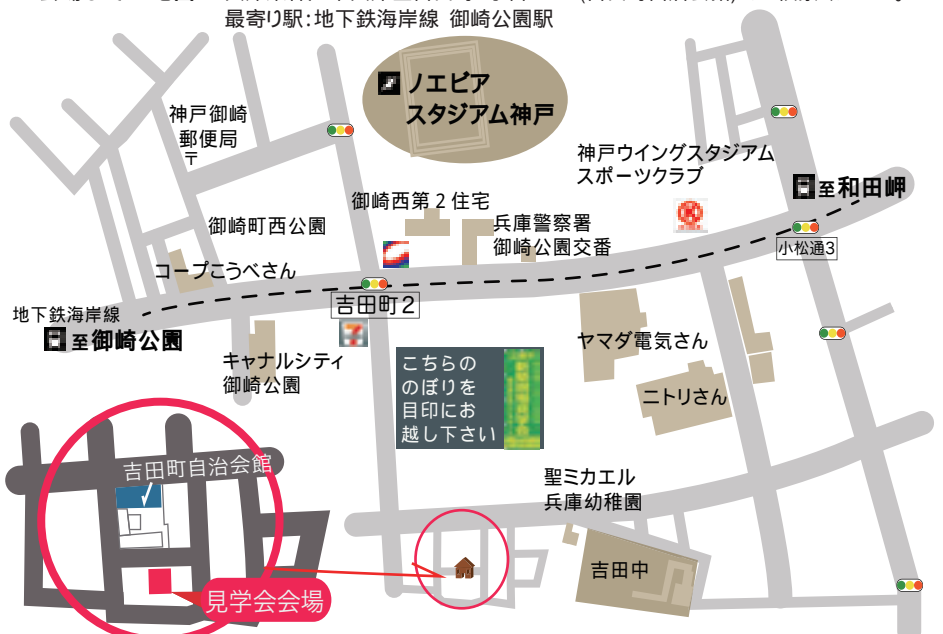 最寄り駅:地下鉄海岸線 御崎公園駅
ノエビア
スタジアム神戸
神戸御崎
郵便局
〒
神戸ウイングスタジアム
スポーツクラブ
至和田岬
御崎西第2住宅
御崎町西公園
兵庫警察署
御崎公園交番
小松通3
コープこうべさん
吉田町2
地下鉄海岸線
至御崎公園
キャナルシティ
御崎公園
ヤマダ電気さん
こちらの
のぼりを
目印にお
越し下さい
ニトリさん
吉田町自治会館
聖ミカエル
兵庫幼稚園
吉田中
見学会会場